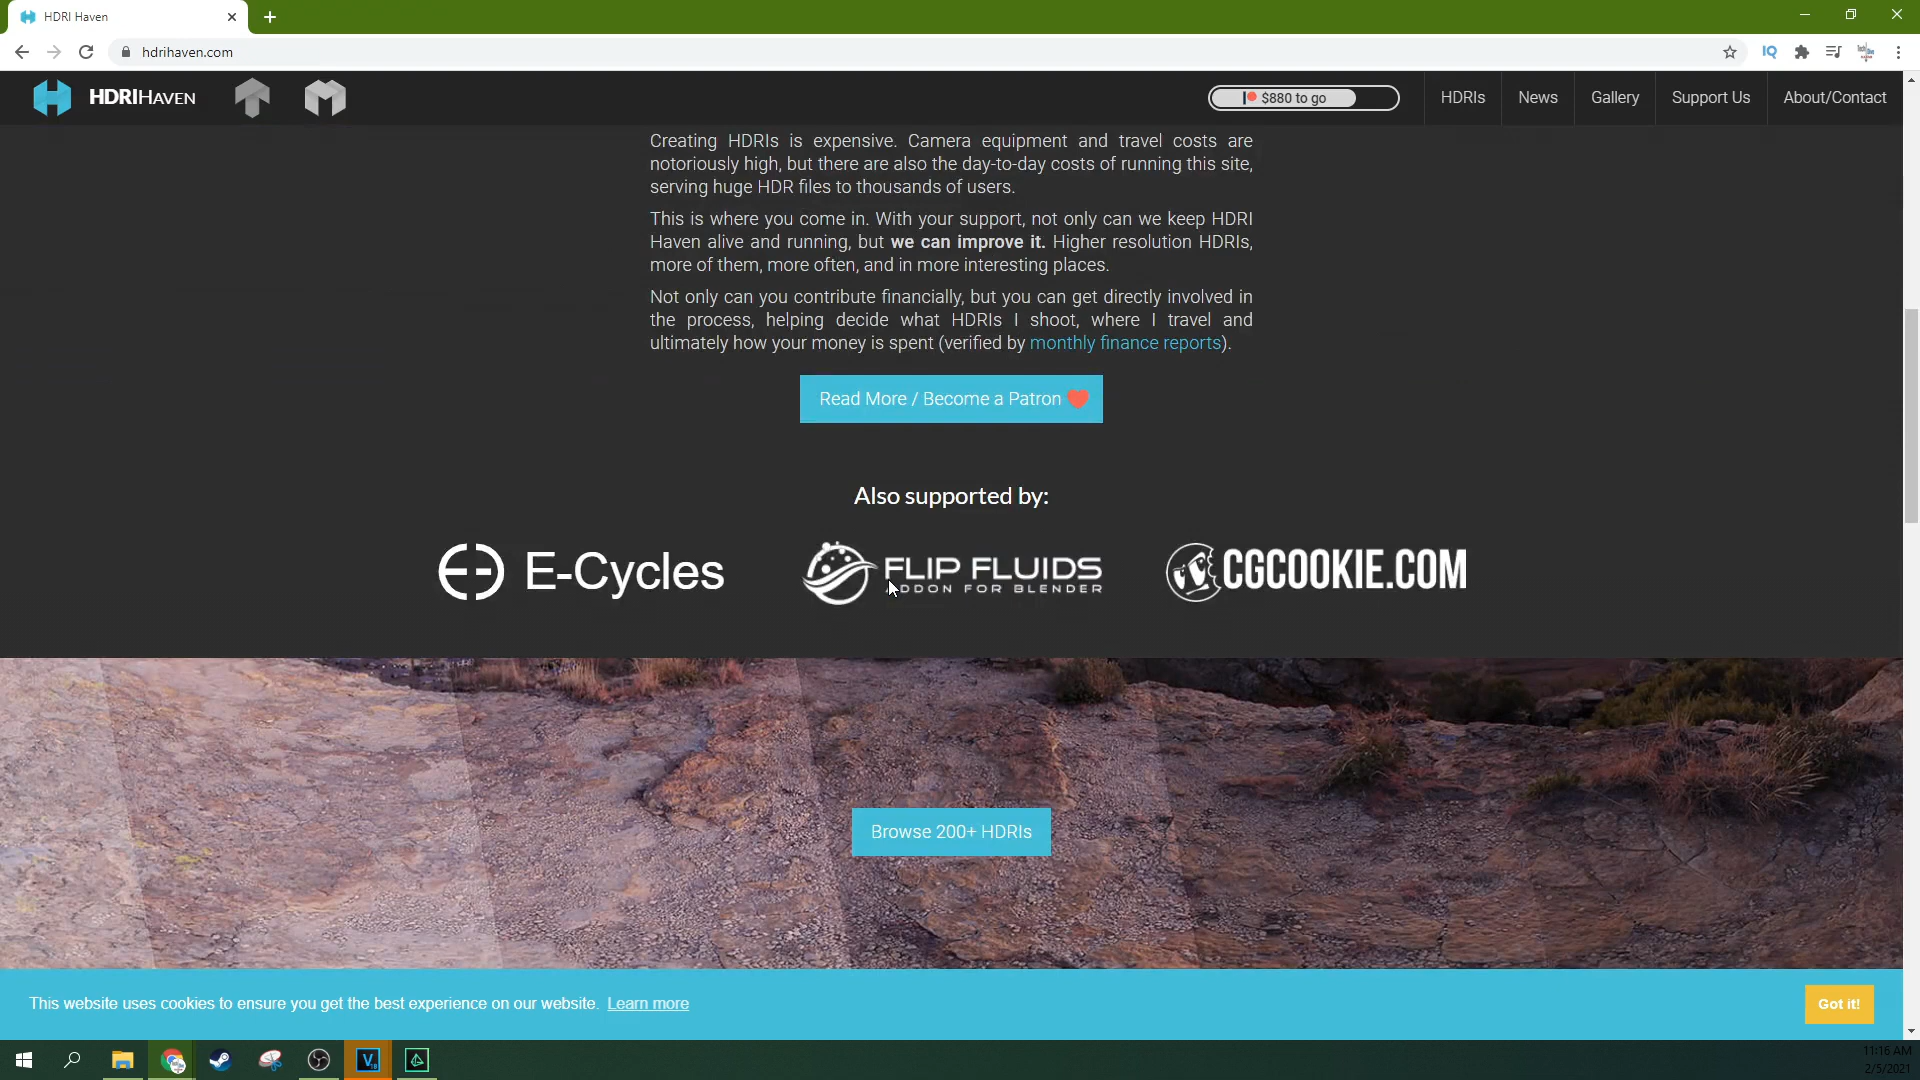 HDRI Haven
hdrihaven.com
IQ
HDRIHAVEN
$880 to go
HDRIs
News
Gallery
Support Us
About/Contact
Creating HDRIs is expensive. Camera equipment and travel costs are
notoriously high, but there are also the day-to-day costs of running this site,
serving huge HDR files to thousands of users.
This is where you come in. With your support, not only can we keep HDRI
Haven alive and running, but we can improve it. Higher resolution HDRIs,
more of them, more often, and in more interesting places.
Not only can you contribute financially, but you can get directly involved in
the process, helping decide what HDRIs I shoot, where I travel and
ultimately how your money is spent (verified by monthly finance reports).
Read More / Become a Patron
Also supported by:
E-Cycles
FLIP FLUIDS
ADDON FOR BLENDER
CGCOOKIE.COM
Browse 200+ HDRIs
This website uses cookies to ensure you get the best experience on our website. Learn more
Got it!
V
18
11:16 AM
2/5/2021